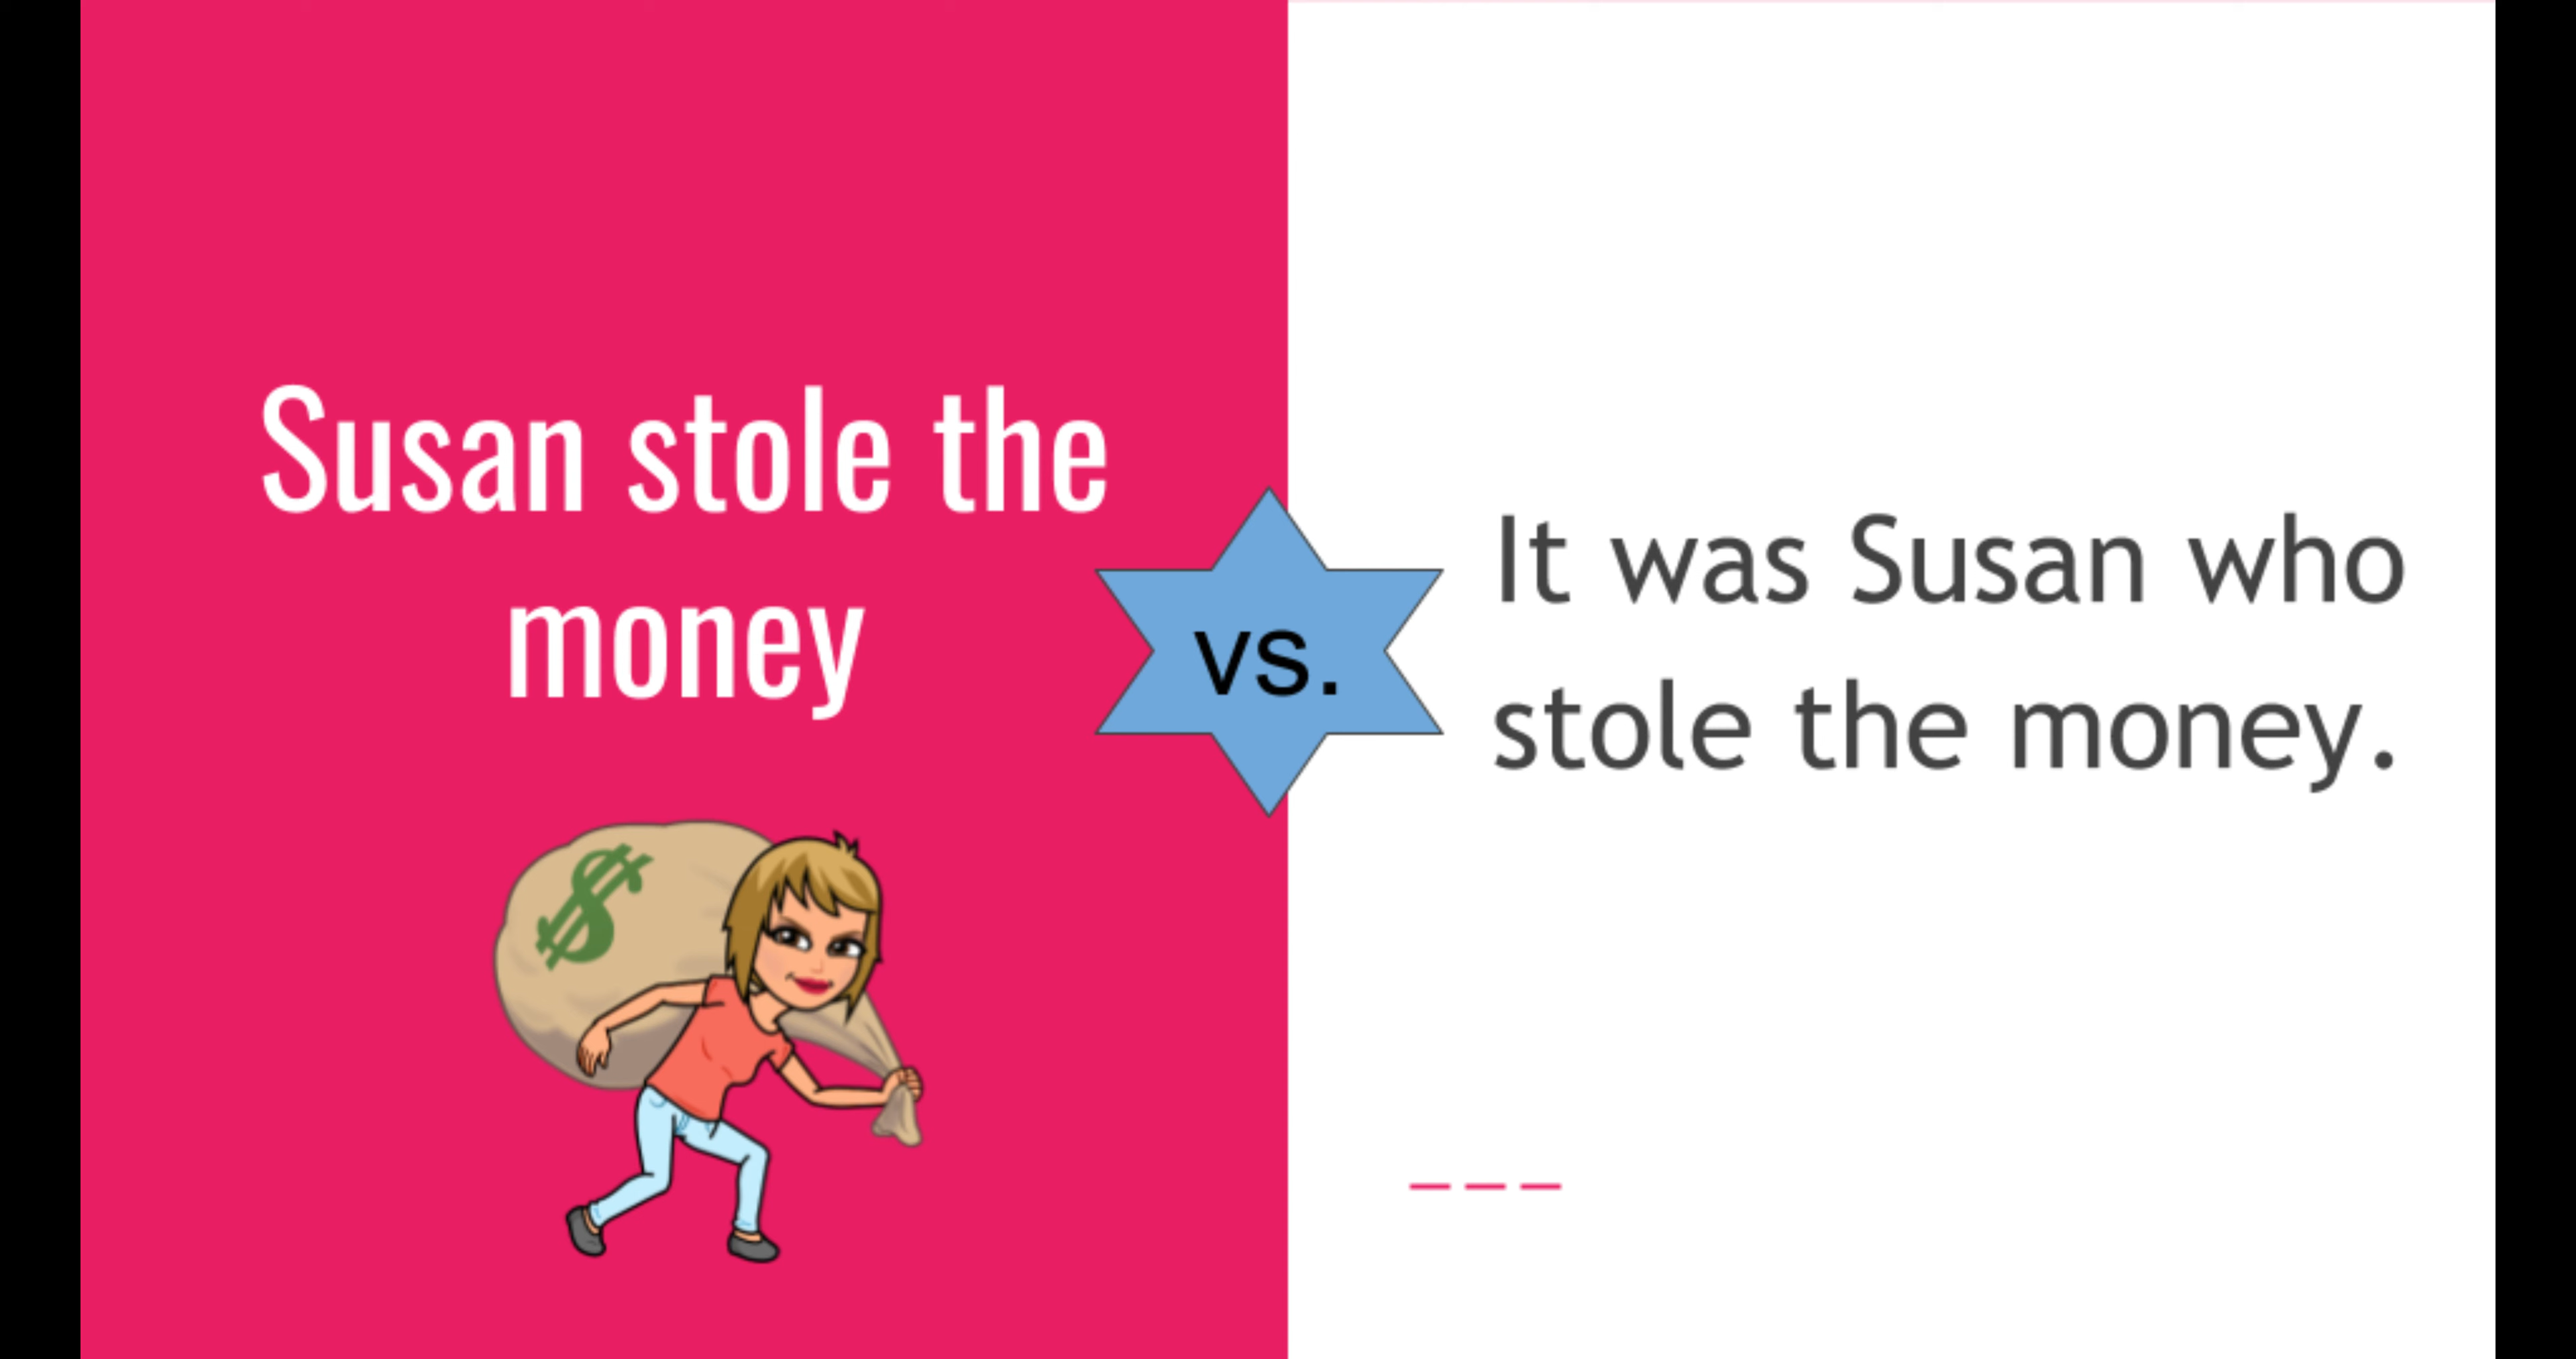 Susan stole the
money
vs.
It was Susan who
stole the money.
$